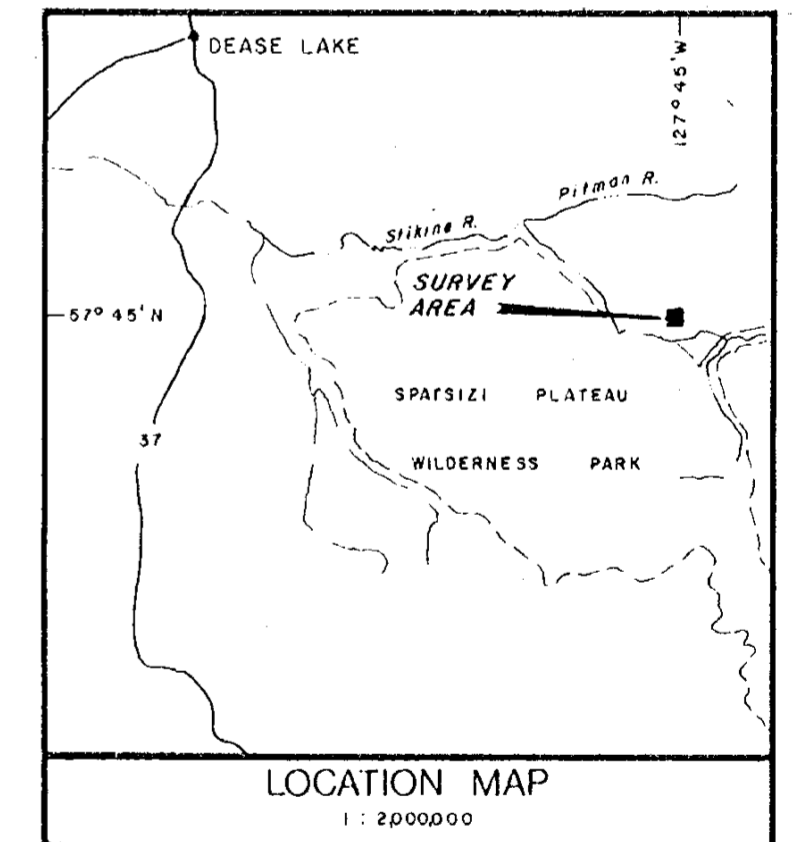 DEASE LAKE
127° 45' W
Pitman R.
Stikine R.
SURVEY
AREA
57° 45' N
SPATSIZI PLATEAU
37
WILDERNESS PARK
LOCATION MAP
1 : 2,000,000